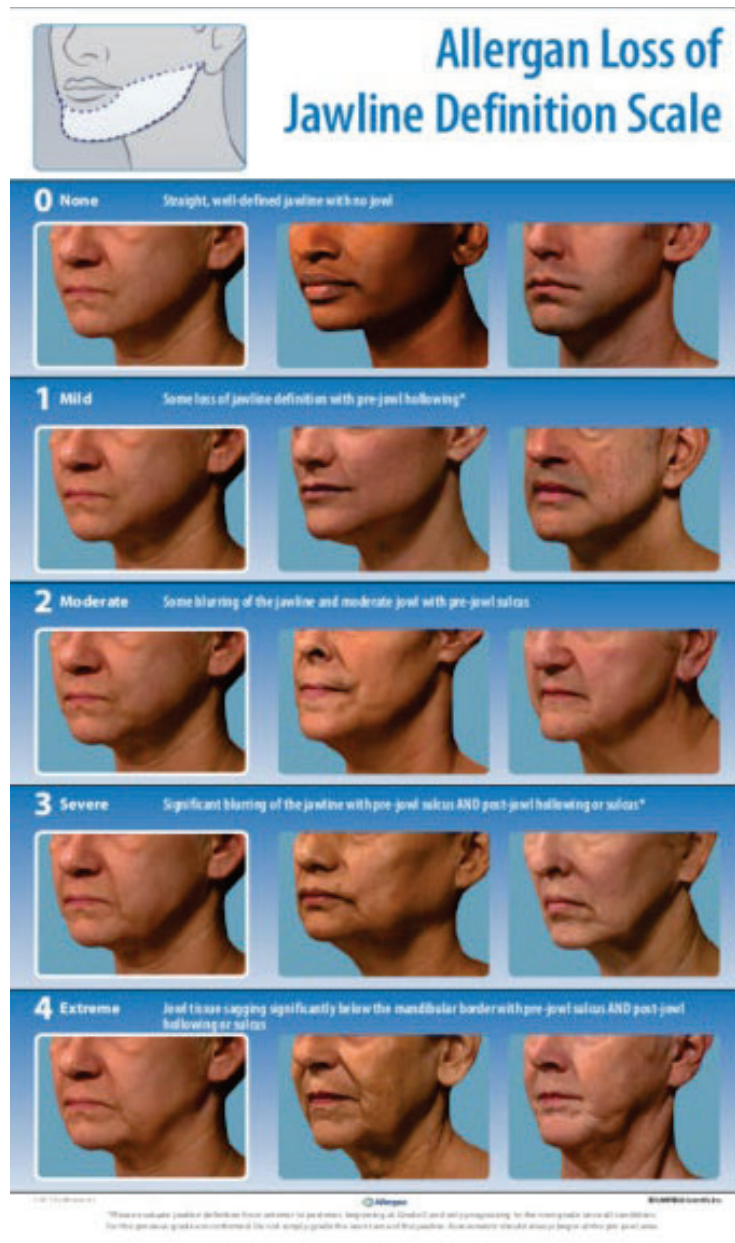 Allergan Loss of
Jawline Definition Scale
0 None Straight, well-defined jawline with no jowl
1 Mild Some loss of jawline definition with pre-jowl hollowing*
2 Moderate Some blurring of the jawline and moderate jowl with pre-jowl sulcus
3 Severe Significant blurring of the jawline with pre-jowl sulcus AND post-jowl hollowing or sulcus*
4 Extreme Jowl tissue sagging significantly below the mandibular border with pre-jowl sulcus AND post-jowl
hollowing or sulcus
Allergan